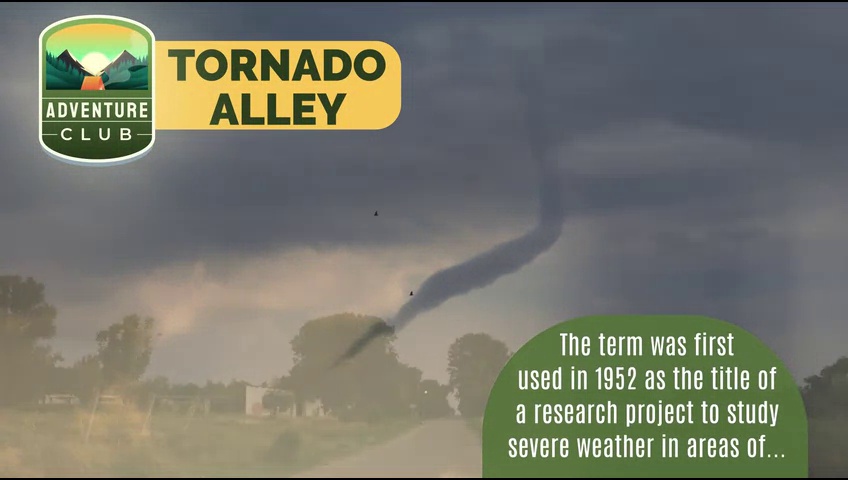 ADVENTURE
CLUB
TORNADO
ALLEY
The term was first
used in 1952 as the title of
a research project to study
severe weather in areas of...